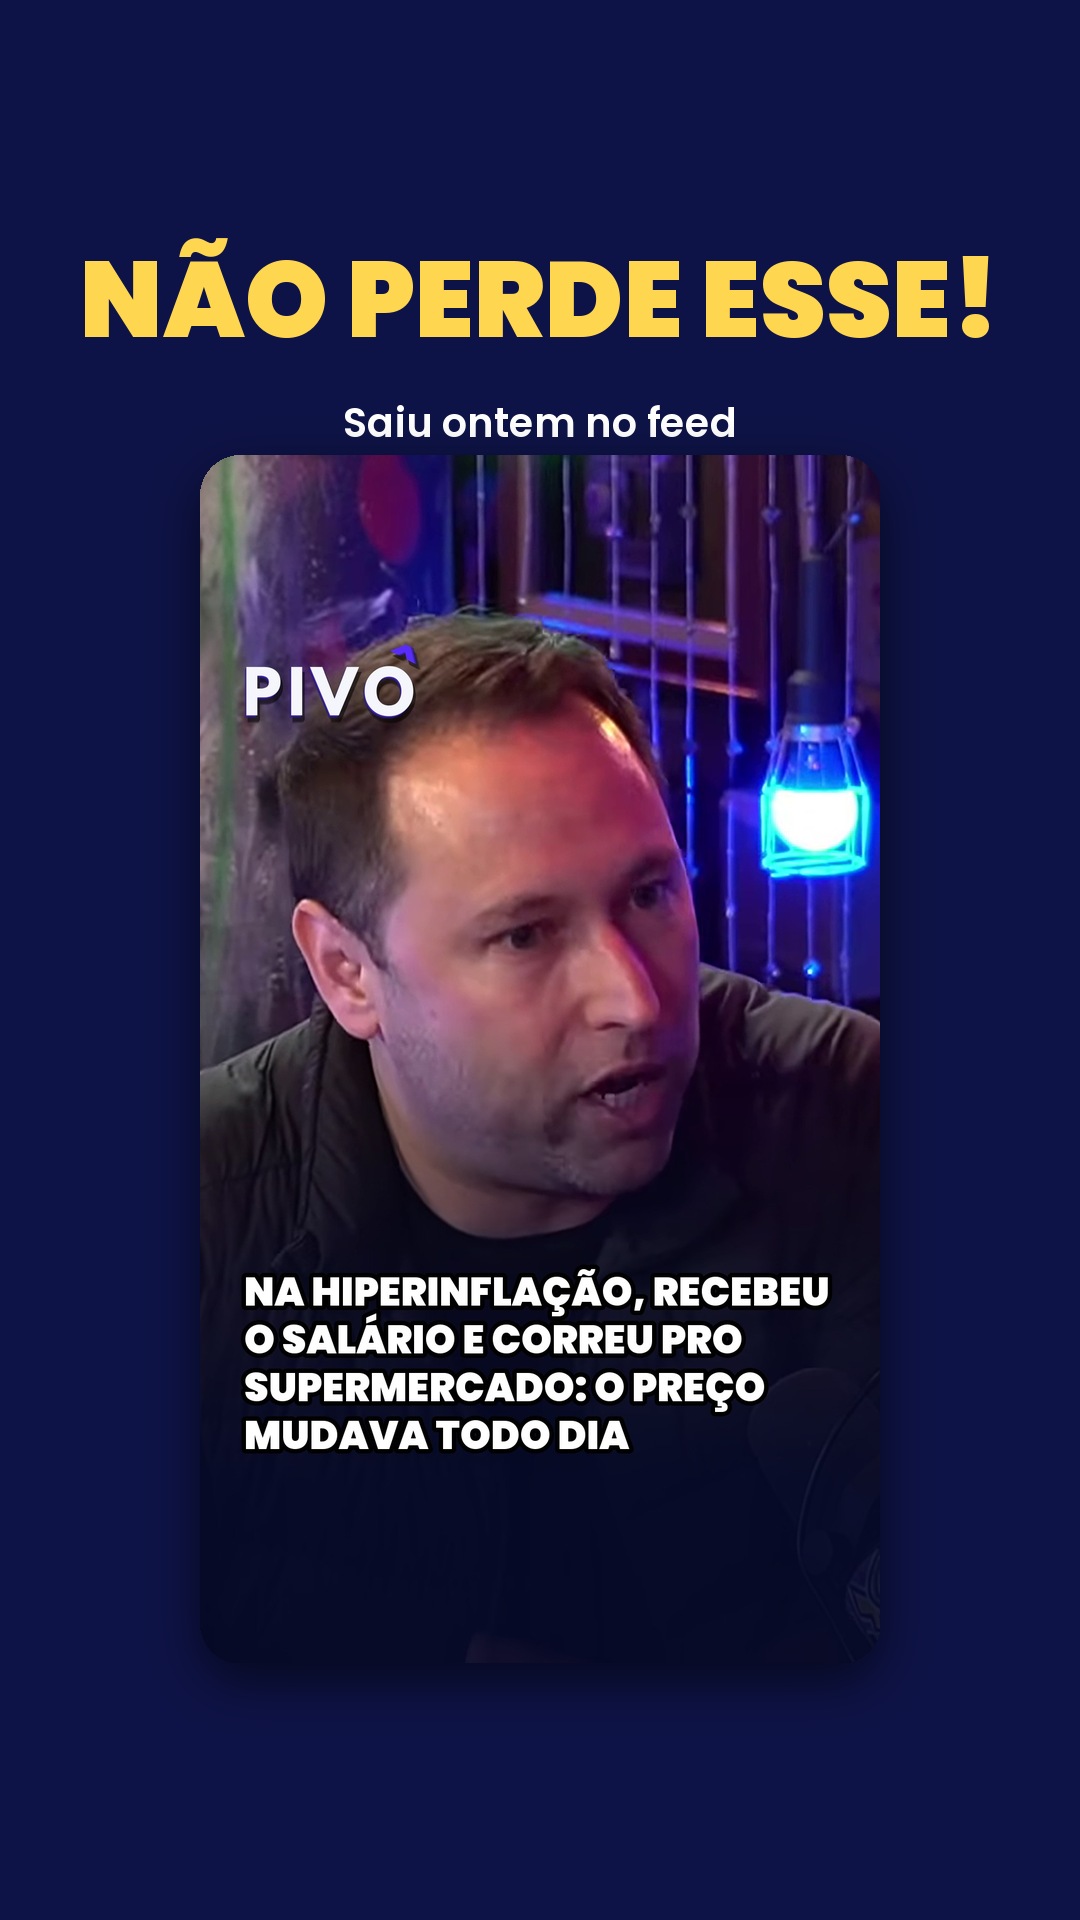 NÃO PERDE ESSE!
Saiu ontem no feed
PIVÔ
NA HIPERINFLAÇÃO, RECEBEU
O SALÁRIO E CORREU PRO
SUPERMERCADO: O PREÇO
MUDAVA TODO DIA